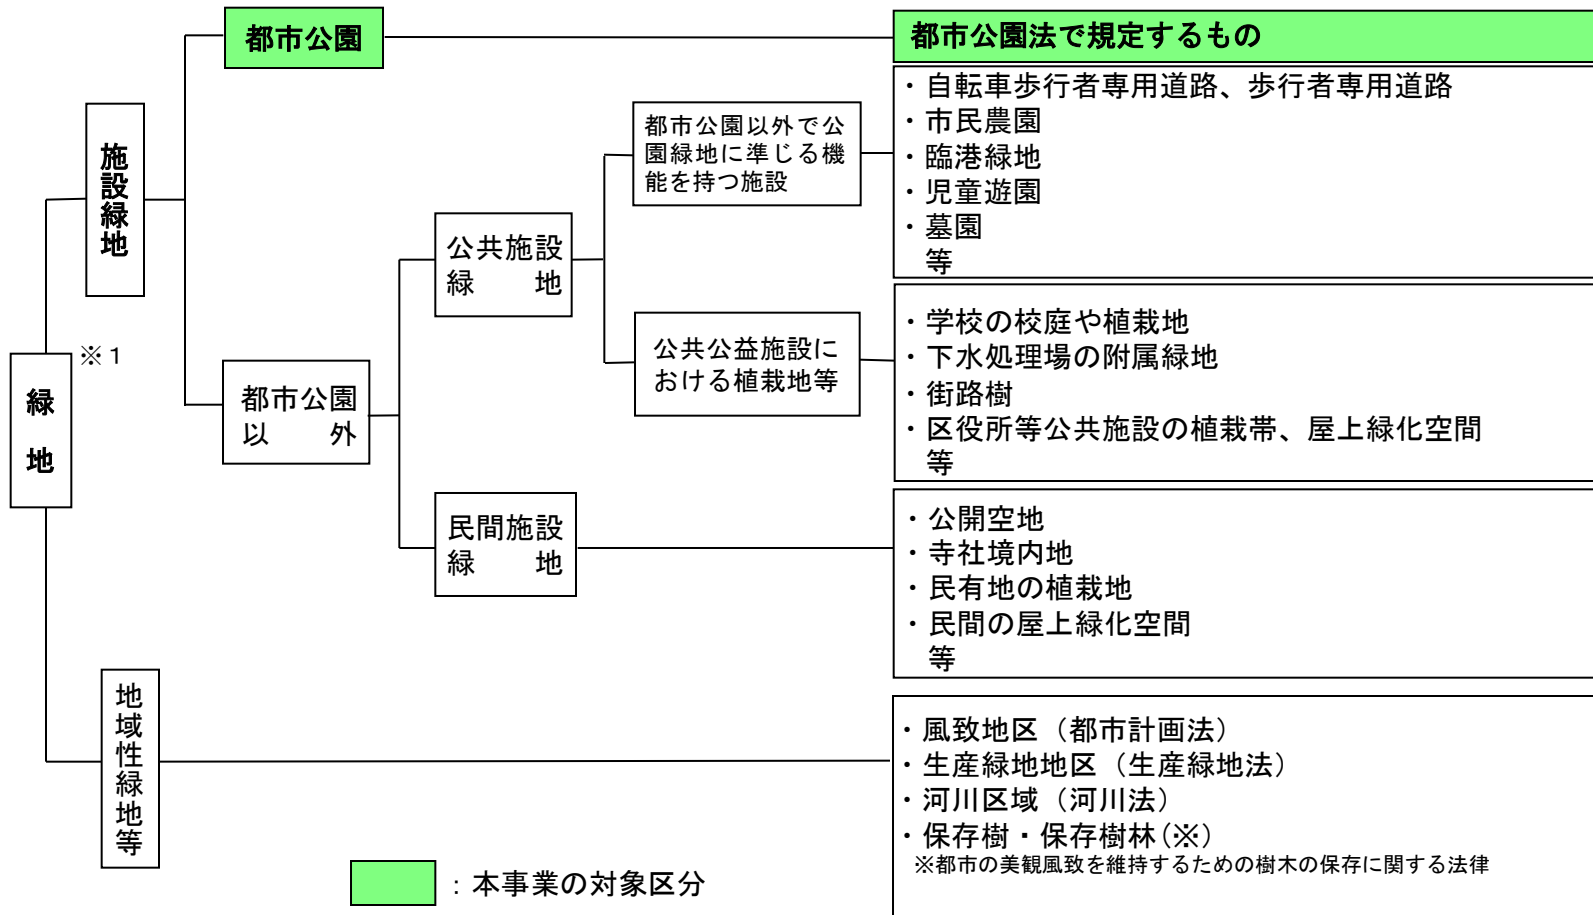 都市公園
都市公園法で規定するもの
施設緑地
都市公園以外で公
園緑地に準じる機
能を持つ施設
・自転車歩行者専用道路、歩行者専用道路
・市民農園
・臨港緑地
・児童遊園
・墓園
等
公共施設
緑　　地
公共公益施設に
おける植栽地等
・学校の校庭や植栽地
・下水処理場の附属緑地
・街路樹
・区役所等公共施設の植栽帯、屋上緑化空間
等
緑地
※1
都市公園
以　　外
民間施設
緑　　地
・公開空地
・寺社境内地
・民有地の植栽地
・民間の屋上緑化空間
等
地域性緑地等
・風致地区（都市計画法）
・生産緑地地区（生産緑地法）
・河川区域（河川法）
・保存樹・保存樹林(※)
※都市の美観風致を維持するための樹木の保存に関する法律
：本事業の対象区分